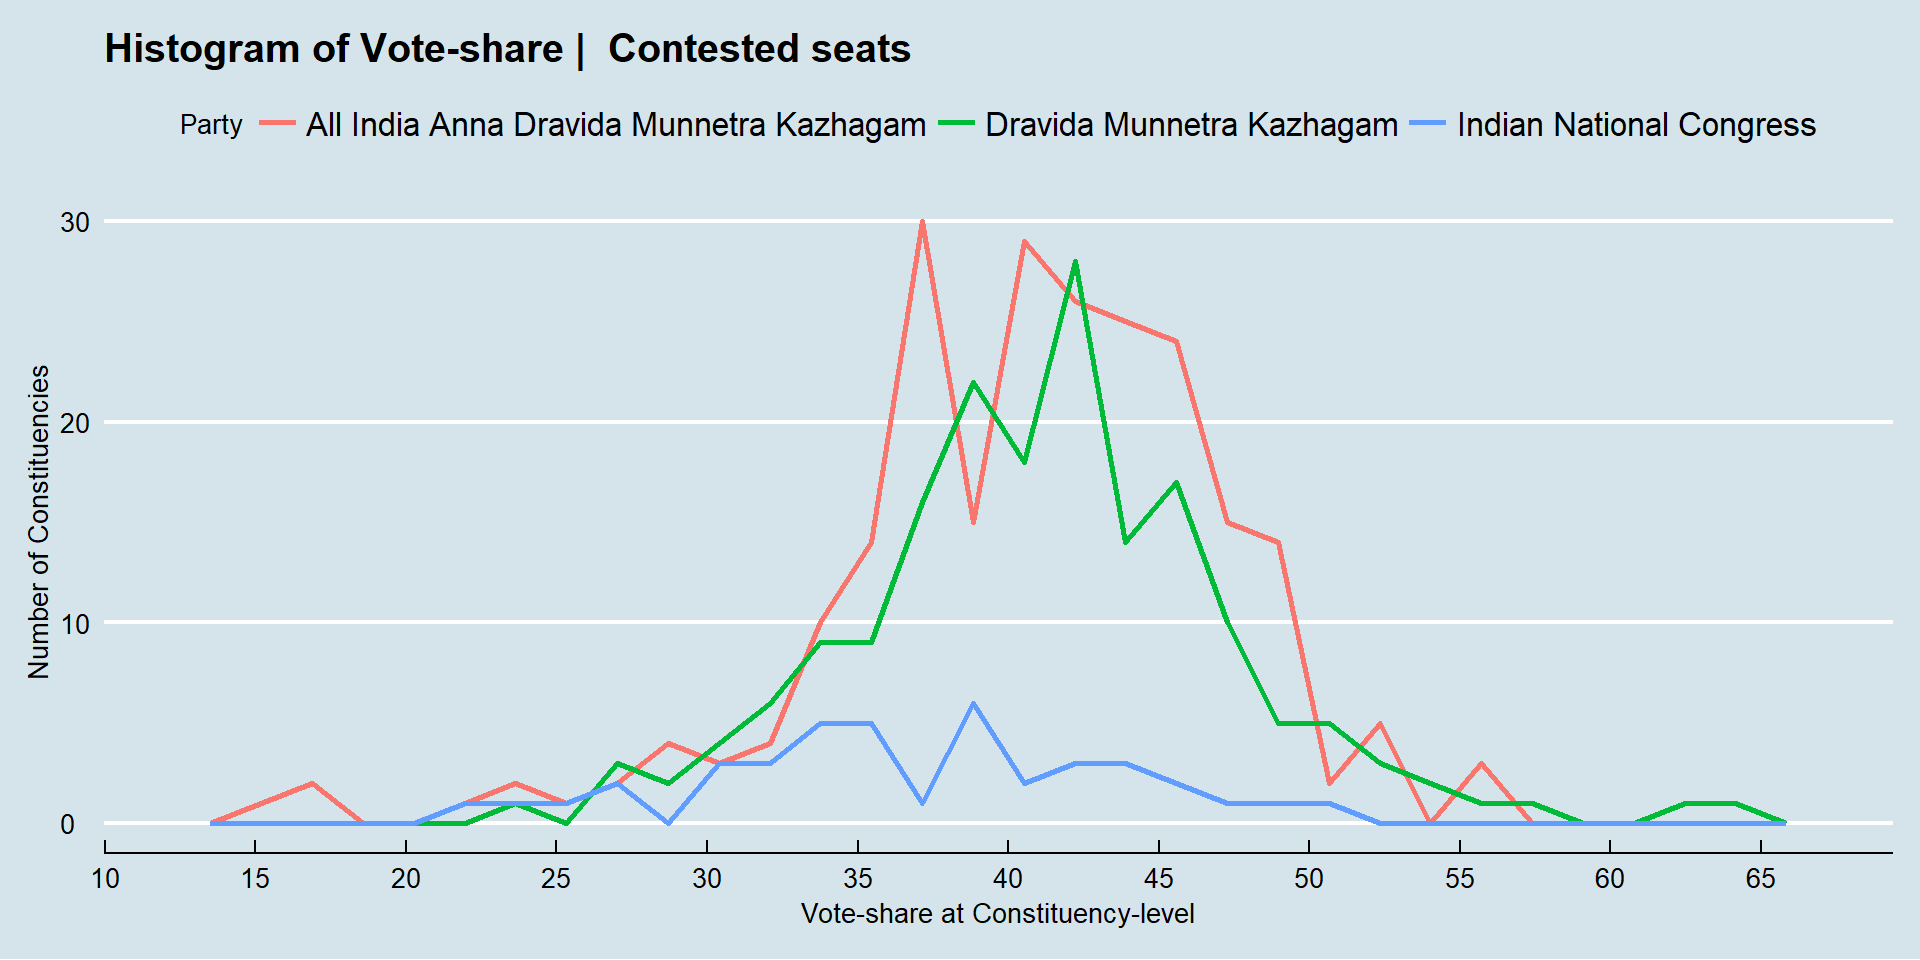 Histogram of Vote-share | Contested seats
Party All India Anna Dravida Munnetra Kazhagam Dravida Munnetra Kazhagam Indian National Congress
Number of Constituencies
30
20
10
0
10 15 20 25 30 35 40 45 50 55 60 65
Vote-share at Constituency-level